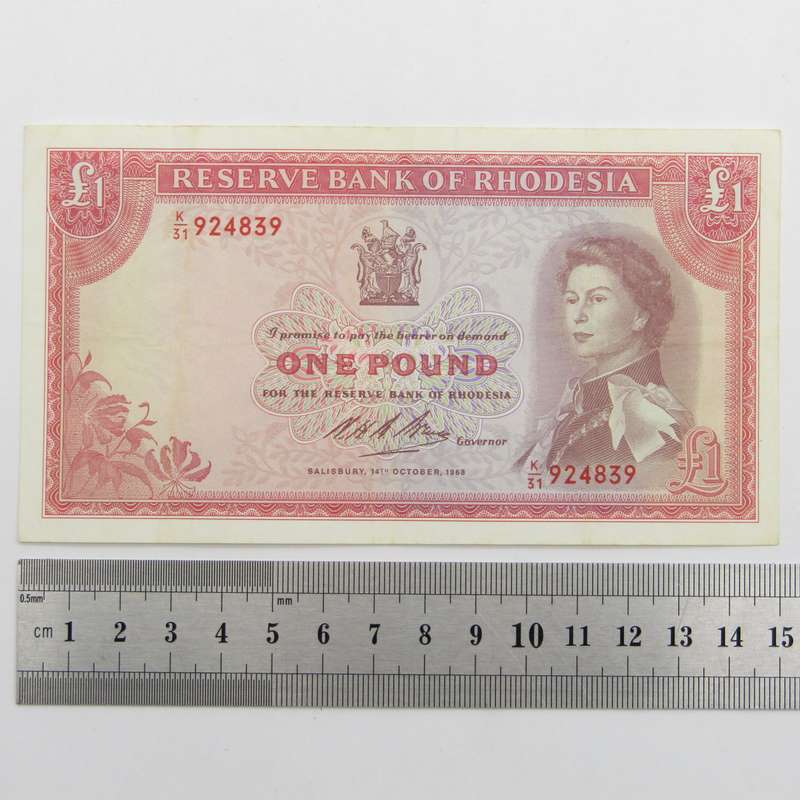 £1 RESERVE BANK OF RHODESIA £1
K/31 924839
I promise to pay the bearer on demand
ONE POUND
FOR THE RESERVE BANK OF RHODESIA
Governor
SALISBURY, 14TH OCTOBER, 1968
K/31 924839
£1
0.5mm mm
cm 1 2 3 4 5 6 7 8 9 10 11 12 13 14 15